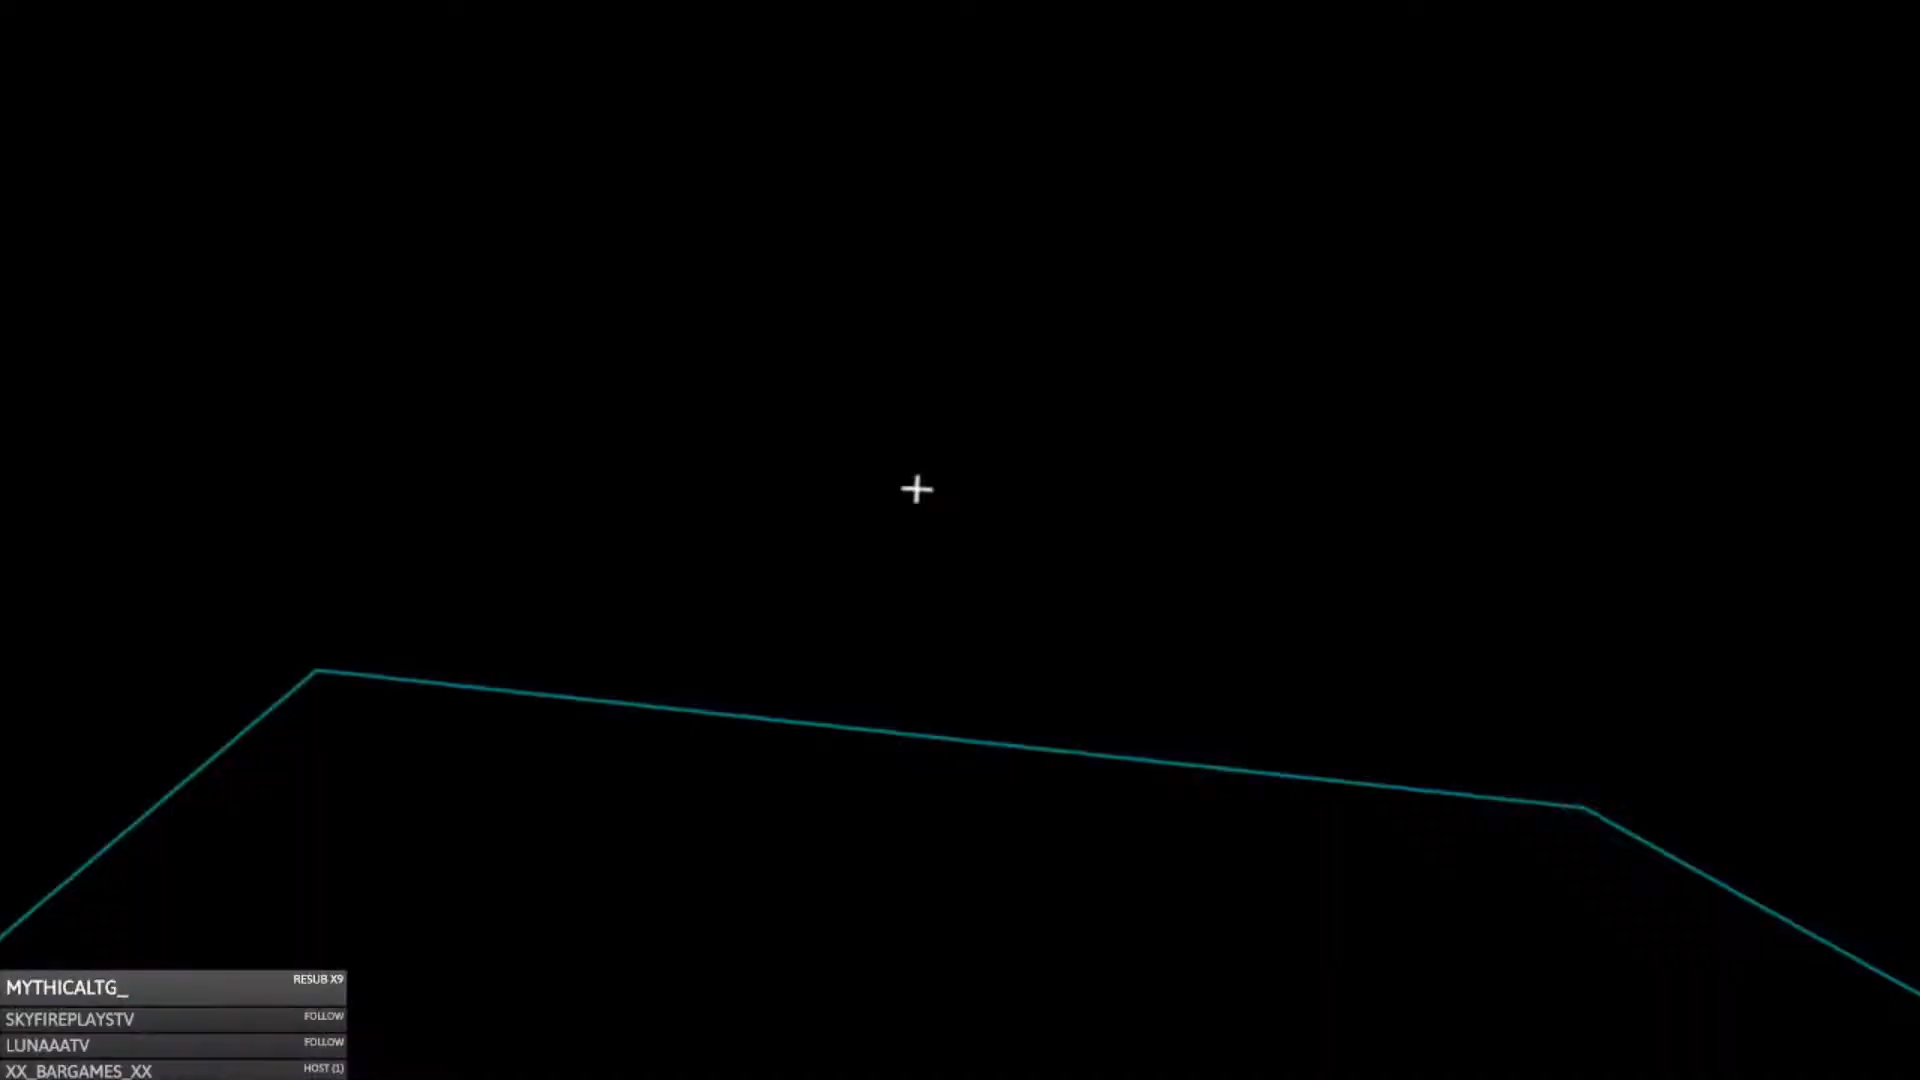 MYTHICALTG_ RESUB X9
SKYFIREPLAYSTV FOLLOW
LUNAAATV FOLLOW
XX_BARGAMES_XX HOST (1)